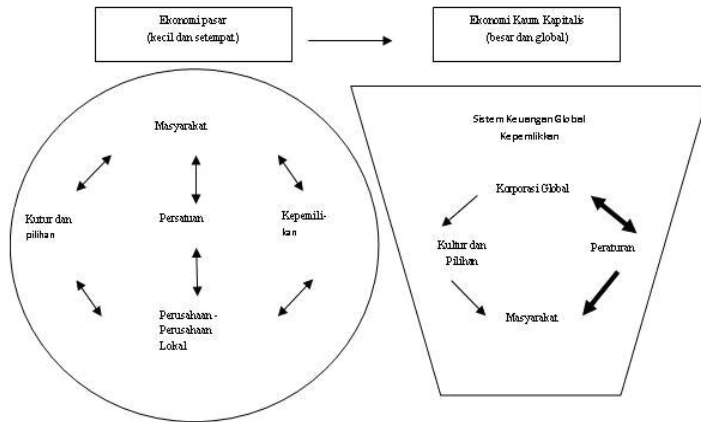 Ekonomi pasar
(kecil dan setempat)
Ekonomi Kaum Kapitalis
(besar dan global)
Masyarakat
Kutur dan
pilihan
Persatuan
Kepemili-
kan
Perusahaan -
Perusahaan
Lokal
Sistem Keuangan Global
Kepemlikkan
Korporasi Global
Kultur dan
Pilihan
Peraturan
Masyarakat